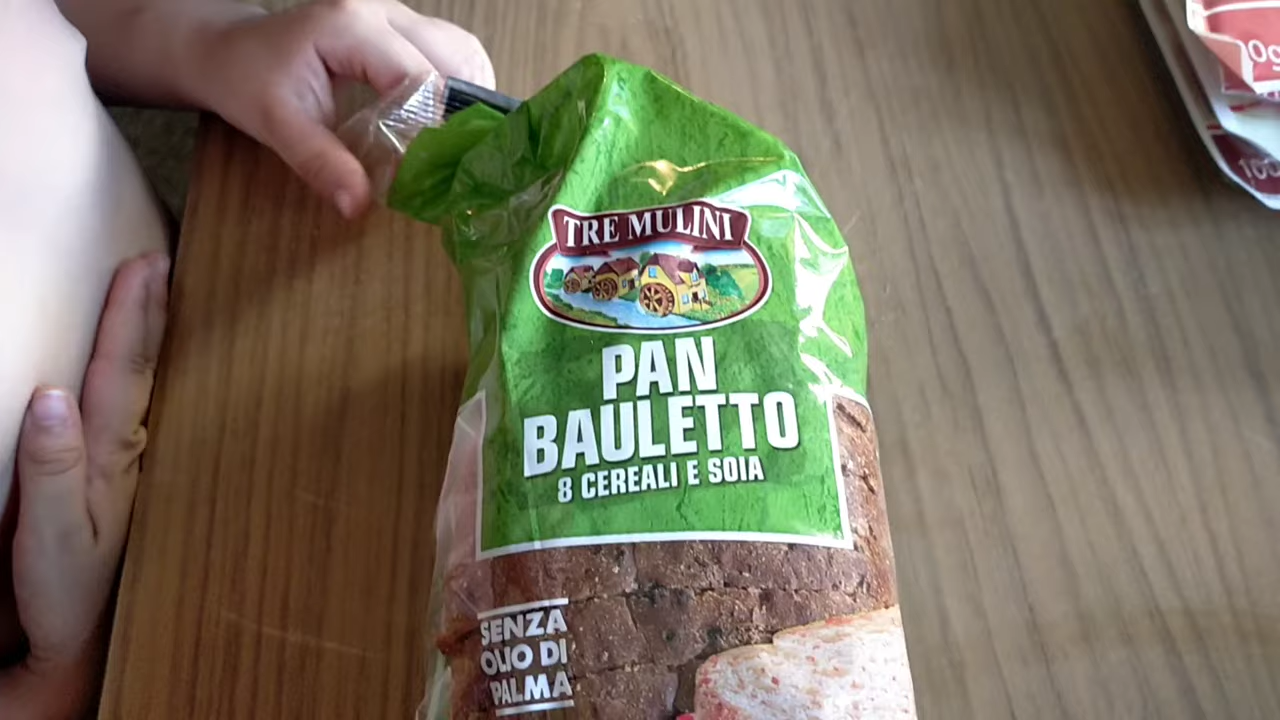 TRE MULINI
PAN
BAULETTO
8 CEREALI E SOIA
SENZA
OLIO DI
PALMA